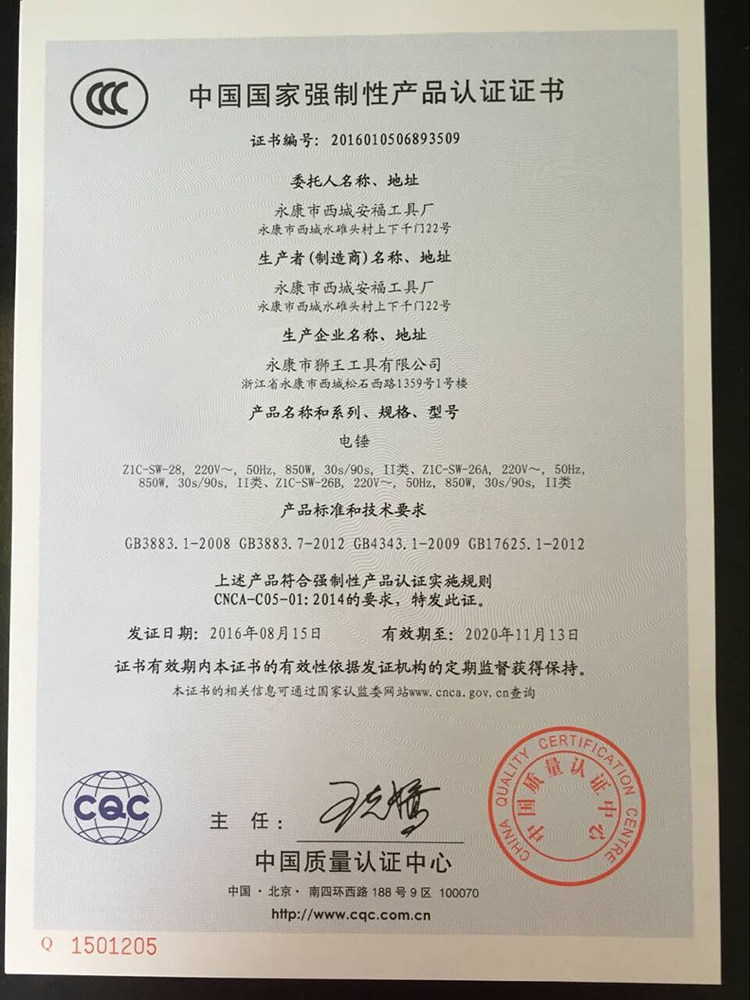 中国国家强制性产品认证证书
证书编号: 2016010506893509
委托人名称、地址
永康市西城安福工具厂
永康市西城水碓头村上下千门22号
生产者(制造商)名称、地址
永康市西城安福工具厂
永康市西城水碓头村上下千门22号
生产企业名称、地址
永康市狮王工具有限公司
浙江省永康市西城松石西路1359号1号楼
产品名称和系列、规格、型号
电锤
Z1C-SW-28, 220V～, 50Hz, 850W, 30s/90s, II类、Z1C-SW-26A, 220V～, 50Hz,
850W, 30s/90s, II类、Z1C-SW-26B, 220V～, 50Hz, 850W, 30s/90s, II类
产品标准和技术要求
GB3883.1-2008 GB3883.7-2012 GB4343.1-2009 GB17625.1-2012
上述产品符合强制性产品认证实施规则
CNCA-C05-01:2014的要求，特发此证。
发证日期: 2016年08月15日 有效期至: 2020年11月13日
证书有效期内本证书的有效性依据发证机构的定期监督获得保持。
本证书的相关信息可通过国家认监委网站www.cnca.gov.cn查询
CHINA QUALITY CERTIFICATION CENTRE
中国质量认证中心
CQC
主 任:
中国质量认证中心
中国·北京·南四环西路188号9区 100070
http://www.cqc.com.cn
Q 1501205